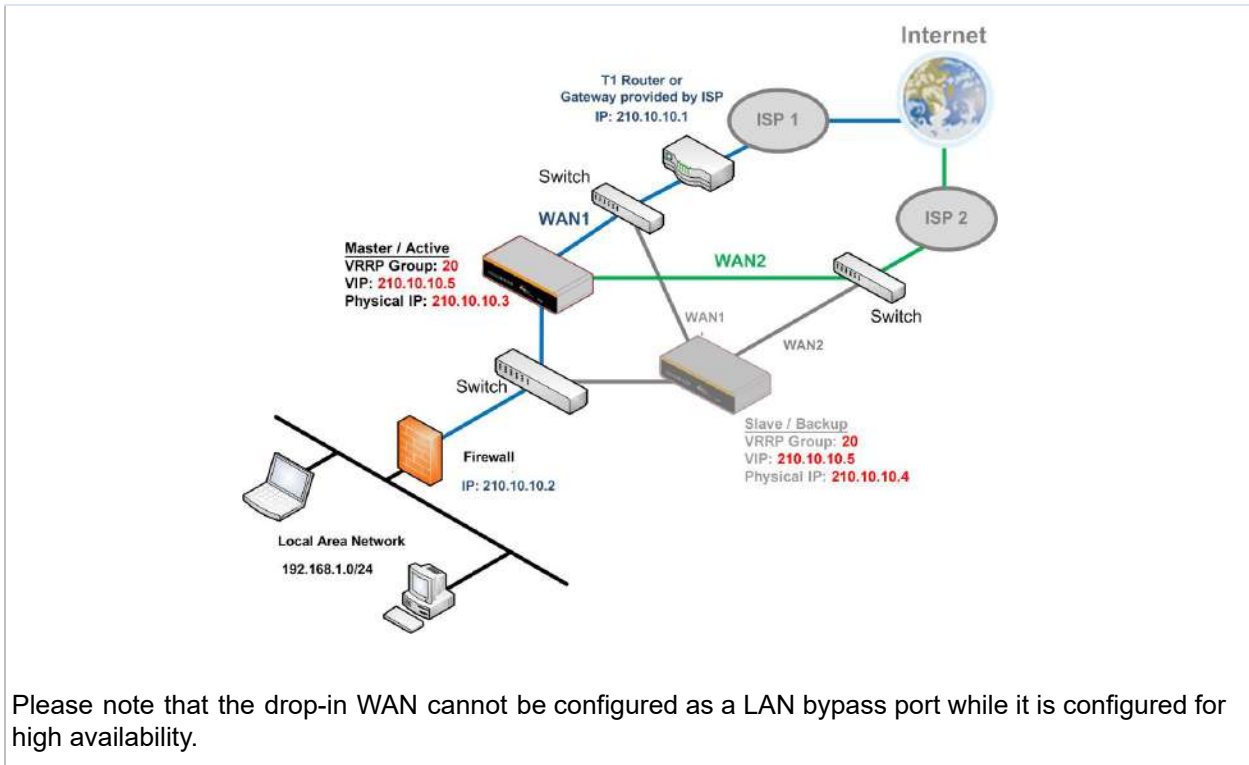 Internet
T1 Router or
Gateway provided by ISP
IP: 210.10.10.1
ISP 1
Switch
WAN1
ISP 2
Master / Active
VRRP Group: 20
VIP: 210.10.10.5
Physical IP: 210.10.10.3
WAN2
Switch
WAN1
WAN2
Switch
Slave / Backup
VRRP Group: 20
VIP: 210.10.10.5
Physical IP: 210.10.10.4
Firewall
IP: 210.10.10.2
Local Area Network
192.168.1.0/24
Please note that the drop-in WAN cannot be configured as a LAN bypass port while it is configured for
high availability.